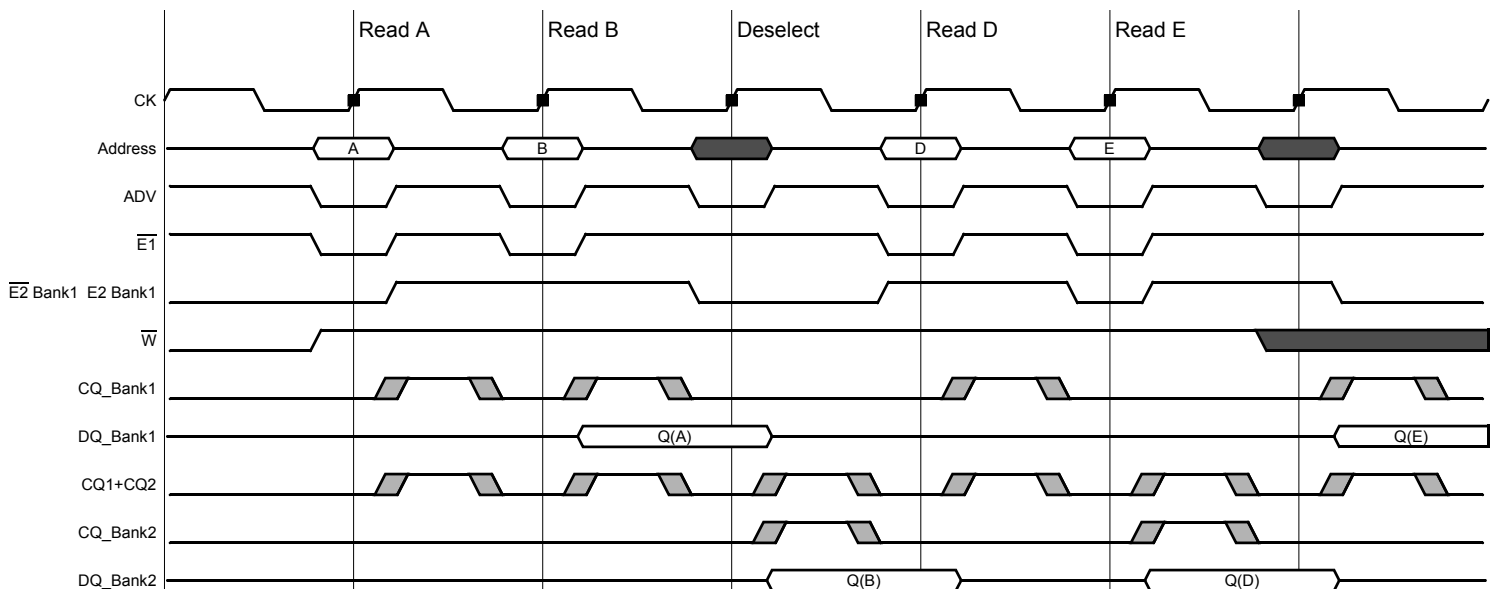 Read A Read B Deselect Read D Read E
CK
Address A B D E
ADV
E1
E2 Bank1 E2 Bank1
W
CQ_Bank1
DQ_Bank1 Q(A) Q(E)
CQ1+CQ2
CQ_Bank2
DQ_Bank2 Q(B) Q(D)